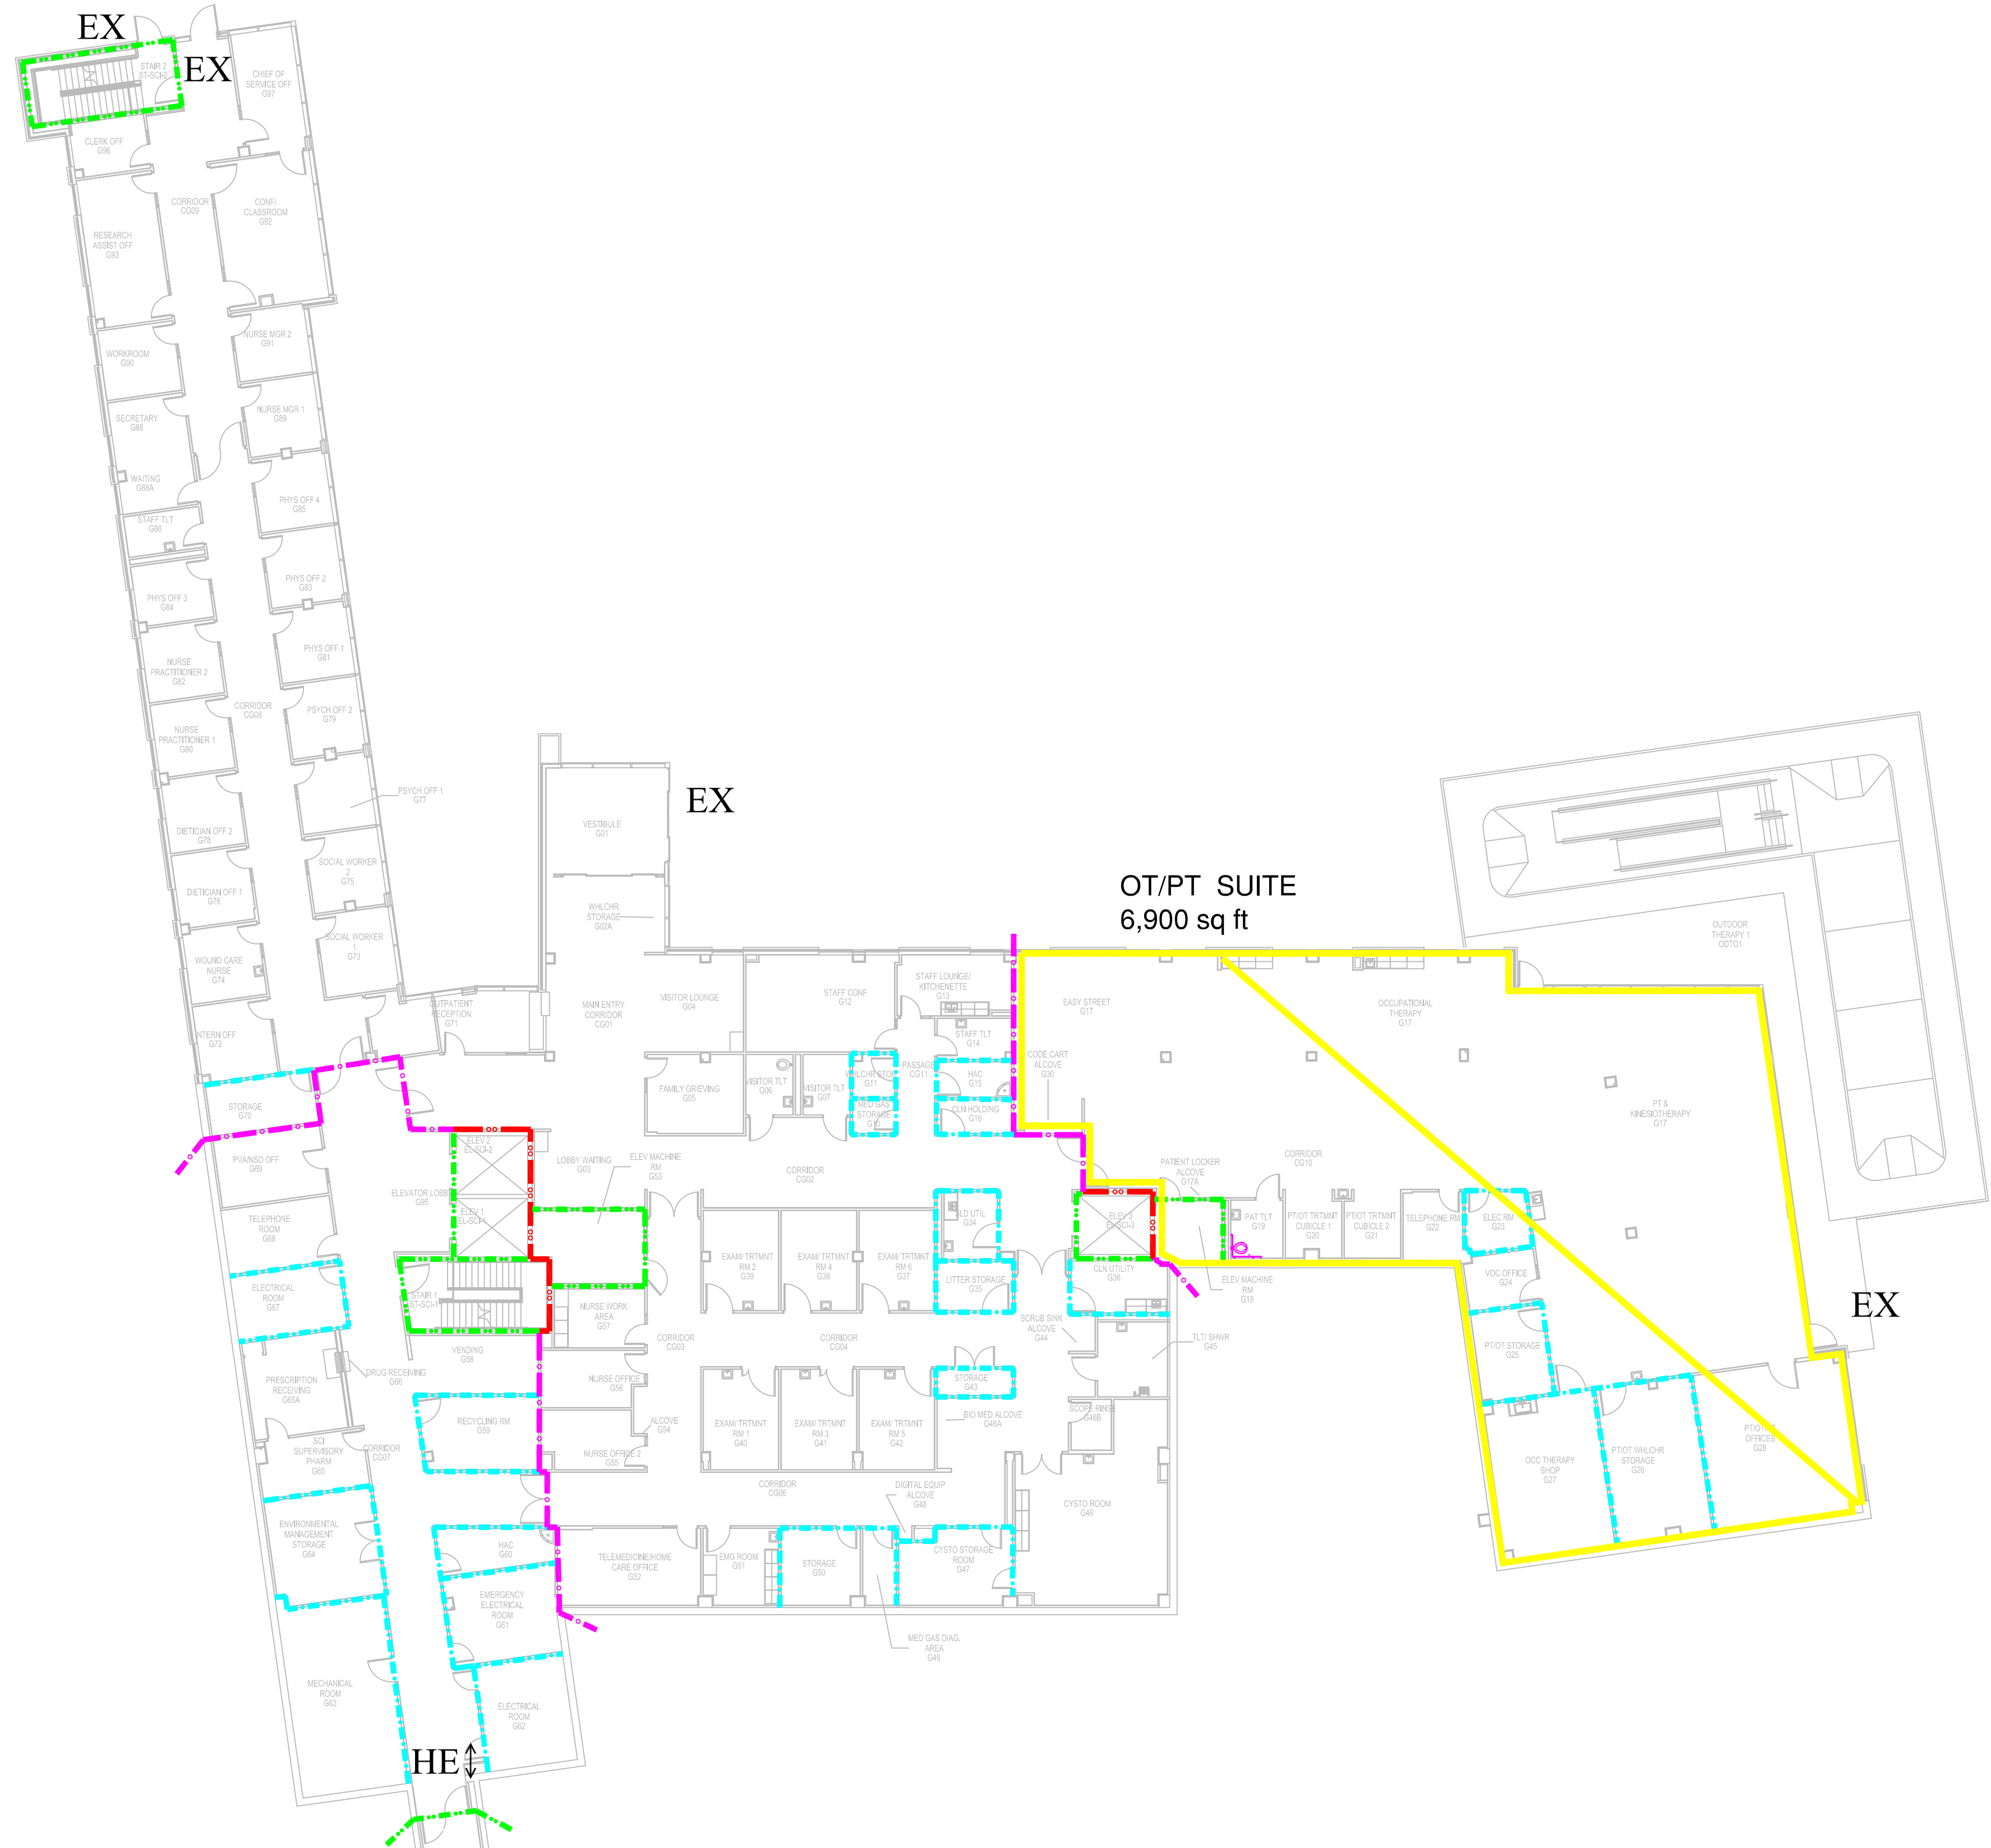 EX
EX
STAIR 2
ST-SCI-2
CHIEF OF
SERVICE OFF
G97
CLERK OFF
G96
CORRIDOR
CG09
CONF/
CLASSROOM
G92
RESEARCH
ASSIST OFF
G93
NURSE MGR 2
G91
WORKROOM
G90
SECRETARY
G88
NURSE MGR 1
G89
WAITING
G88A
PHYS OFF 4
G85
STAFF TLT
G86
PHYS OFF 2
G83
PHYS OFF 3
G84
PHYS OFF 1
G81
NURSE
PRACTITIONER 2
G82
CORRIDOR
CG08
PSYCH OFF 2
G79
NURSE
PRACTITIONER 1
G80
PSYCH OFF 1
G77
DIETICIAN OFF 2
G78
SOCIAL WORKER
2
G75
DIETICIAN OFF 1
G76
SOCIAL WORKER
1
G73
WOUND CARE
NURSE
G74
INTERN OFF
G72
OUTPATIENT
RECEPTION
G71
VESTIBULE
G01
EX
WHLCHR
STORAGE
G02A
MAIN ENTRY
CORRIDOR
CG01
VISITOR LOUNGE
G04
STAFF CONF
G12
STAFF LOUNGE/
KITCHENETTE
G13
STAFF TLT
G14
PASSAGE
CG11
HAC
G15
CLN HOLDING
G16
WHLCHR STOR
G11
MED GAS
STORAGE
G10
VISITOR TLT
G06
VISITOR TLT
G07
FAMILY GRIEVING
G05
OT/PT SUITE
6,900 sq ft
EASY STREET
G17
OCCUPATIONAL
THERAPY
G17
OUTDOOR
THERAPY 1
ODTO1
CODE CART
ALCOVE
G30
PT &
KINESIOTHERAPY
G17
STORAGE
G70
PVA/NSO OFF
G69
ELEV 2
EL-SCI-2
LOBBY WAITING
G03
ELEV MACHINE
RM
G53
CORRIDOR
CG02
PATIENT LOCKER
ALCOVE
G17A
CORRIDOR
CG10
ELEVATOR LOBBY
G95
ELEV 1
EL-SCI-1
TELEPHONE
ROOM
G68
SLD UTIL
G34
ELEV 3
EL-SCI-3
PAT TLT
G19
PT/OT TRTMNT
CUBICLE 1
G20
PT/OT TRTMNT
CUBICLE 2
G21
TELEPHONE RM
G22
ELEC RM
G23
EXAM/ TRTMNT
RM 2
G39
EXAM/ TRTMNT
RM 4
G38
EXAM/ TRTMNT
RM 6
G37
LITTER STORAGE
G35
CLN UTILITY
G36
ELEV MACHINE
RM
G18
VOC OFFICE
G24
EX
ELECTRICAL
ROOM
G67
STAIR 1
ST-SCI-1
NURSE WORK
AREA
G57
SCRUB SINK
ALCOVE
G44
TLT/ SHWR
G45
PT/OT STORAGE
G25
VENDING
G58
CORRIDOR
CG03
CORRIDOR
CG04
DRUG RECEIVING
G66
PRESCRIPTION
RECEIVING
G65A
NURSE OFFICE
G56
STORAGE
G43
BIO MED ALCOVE
G46A
SCOPE RINSE
G46B
RECYCLING RM
G59
ALCOVE
G54
EXAM/ TRTMNT
RM 1
G40
EXAM/ TRTMNT
RM 3
G41
EXAM/ TRTMNT
RM 5
G42
NURSE OFFICE 2
G55
SCI
SUPERVISORY
PHARM
G65
CORRIDOR
CG07
OCC THERAPY
SHOP
G27
PT/OT WHLCHR
STORAGE
G26
OFFICES
G28
CORRIDOR
CG06
DIGITAL EQUIP
ALCOVE
G48
CYSTO ROOM
G46
ENVIRONMENTAL
MANAGEMENT
STORAGE
G64
HAC
G60
TELEMEDICINE/HOME
CARE OFFICE
G52
EMG ROOM
G51
STORAGE
G50
CYSTO STORAGE
ROOM
G47
EMERGENCY
ELECTRICAL
ROOM
G61
MED GAS DIAG.
AREA
G49
MECHANICAL
ROOM
G63
ELECTRICAL
ROOM
G62
HE